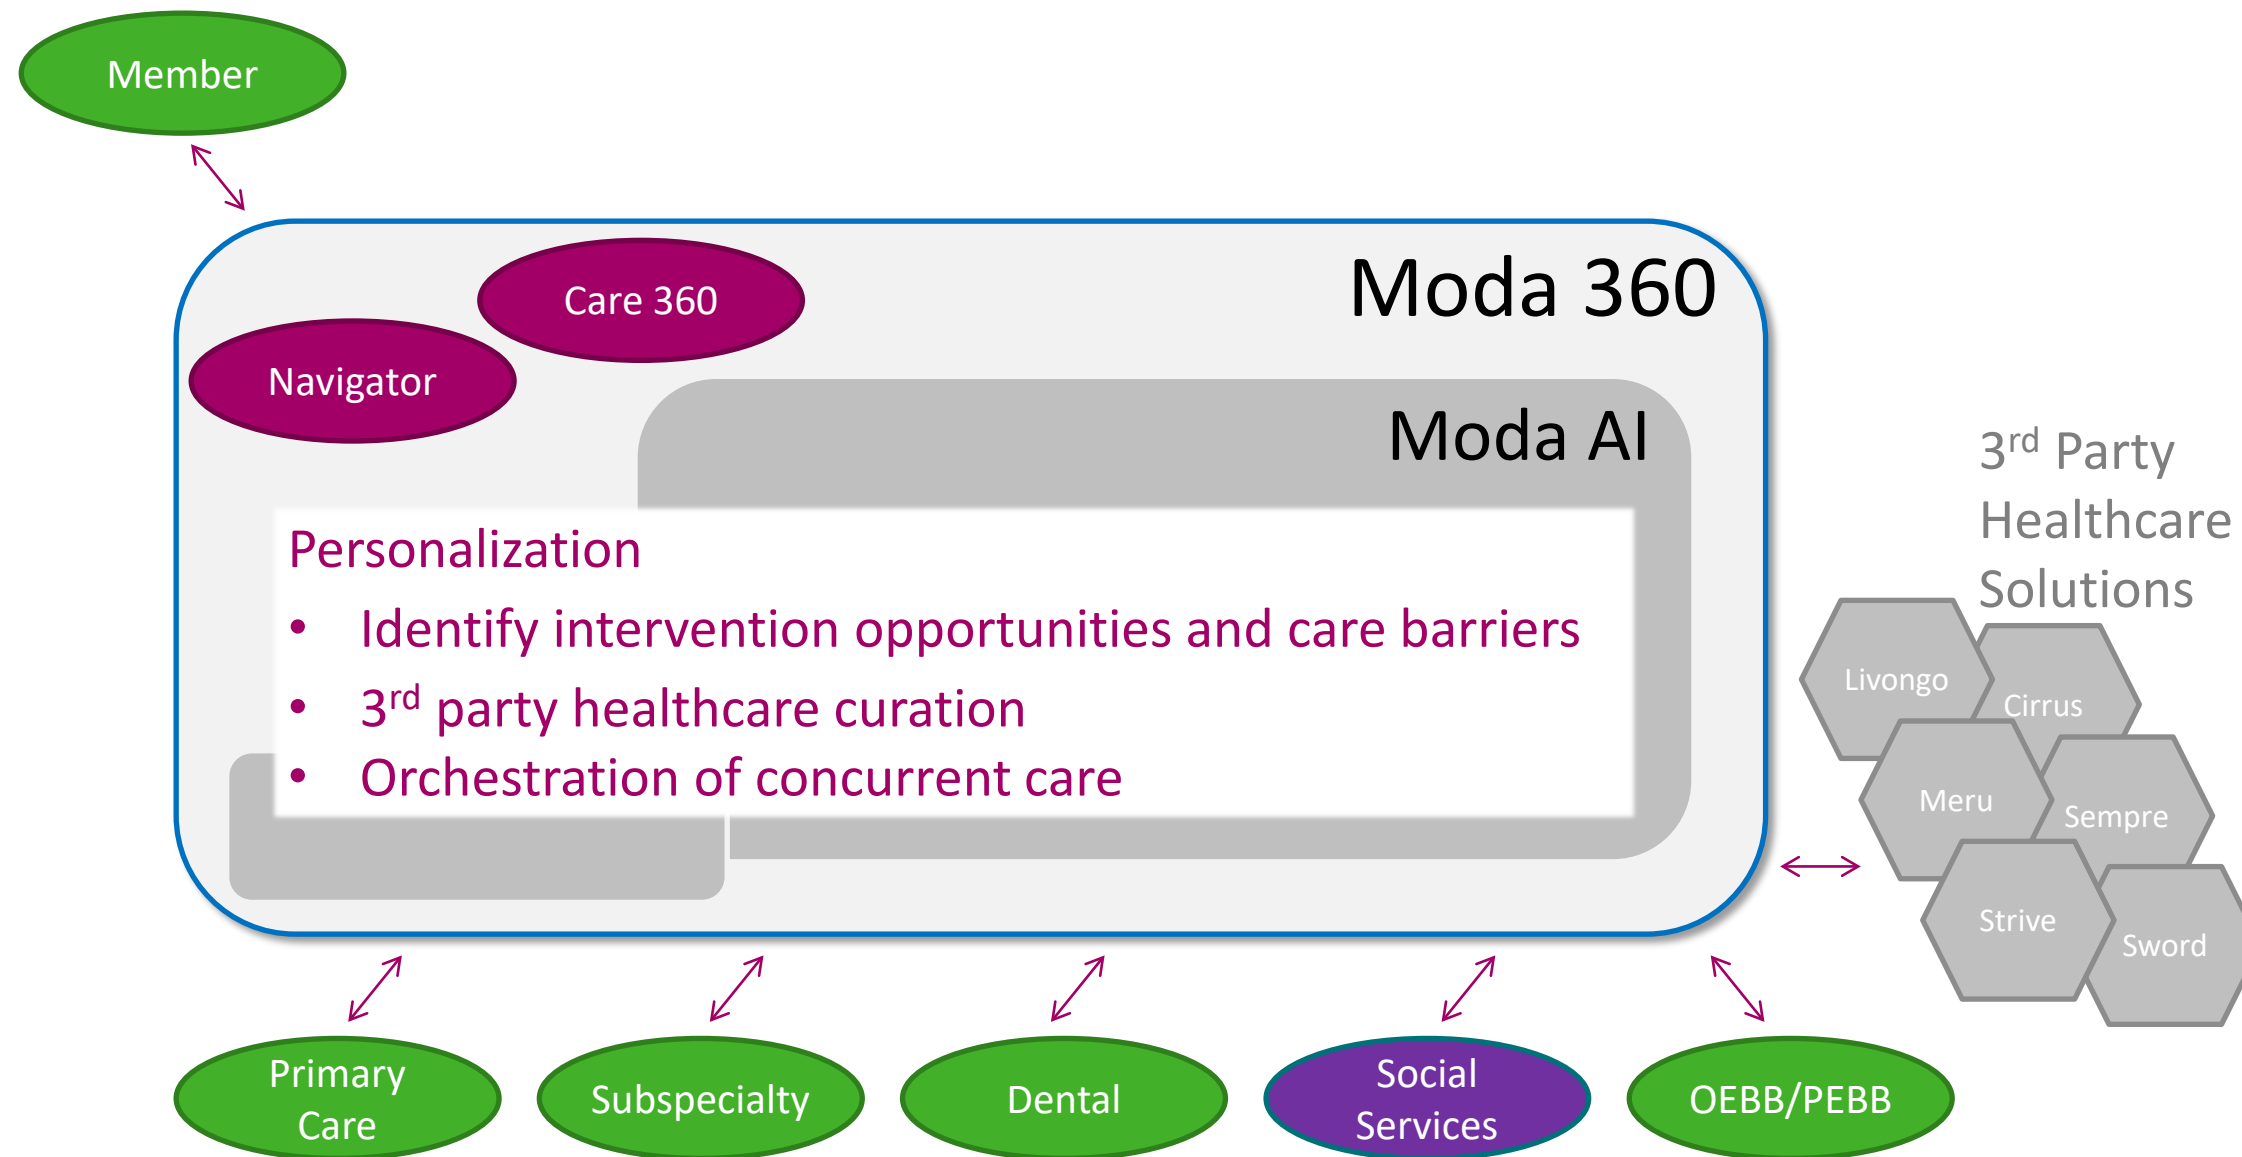 Member
Care 360
Moda 360
Navigator
Moda AI
Personalization
• Identify intervention opportunities and care barriers
• 3rd party healthcare curation
• Orchestration of concurrent care
3rd Party
Healthcare
Solutions
Livongo
Cirrus
Meru
Sempre
Strive
Sword
Primary
Care
Subspecialty
Dental
Social
Services
OEBB/PEBB